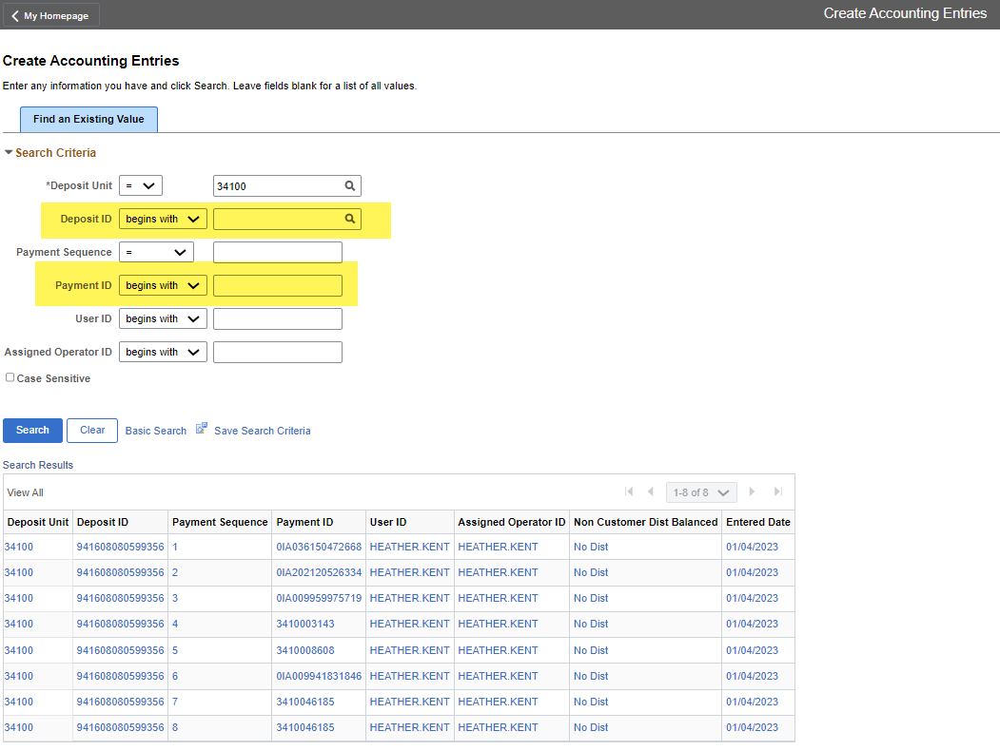 My Homepage
Create Accounting Entries
Create Accounting Entries
Enter any information you have and click Search. Leave fields blank for a list of all values.
Find an Existing Value
Search Criteria
*Deposit Unit = 34100
Deposit ID begins with
Payment Sequence =
Payment ID begins with
User ID begins with
Assigned Operator ID begins with
Case Sensitive
Search Clear Basic Search Save Search Criteria
Search Results
View All 1-8 of 8
Deposit Unit Deposit ID Payment Sequence Payment ID User ID Assigned Operator ID Non Customer Dist Balanced Entered Date
34100 941608080599356 1 0IA036150472668 HEATHER.KENT HEATHER.KENT No Dist 01/04/2023
34100 941608080599356 2 0IA202120526334 HEATHER.KENT HEATHER.KENT No Dist 01/04/2023
34100 941608080599356 3 0IA009959975719 HEATHER.KENT HEATHER.KENT No Dist 01/04/2023
34100 941608080599356 4 3410003143 HEATHER.KENT HEATHER.KENT No Dist 01/04/2023
34100 941608080599356 5 3410008608 HEATHER.KENT HEATHER.KENT No Dist 01/04/2023
34100 941608080599356 6 0IA009941831846 HEATHER.KENT HEATHER.KENT No Dist 01/04/2023
34100 941608080599356 7 3410046185 HEATHER.KENT HEATHER.KENT No Dist 01/04/2023
34100 941608080599356 8 3410046185 HEATHER.KENT HEATHER.KENT No Dist 01/04/2023